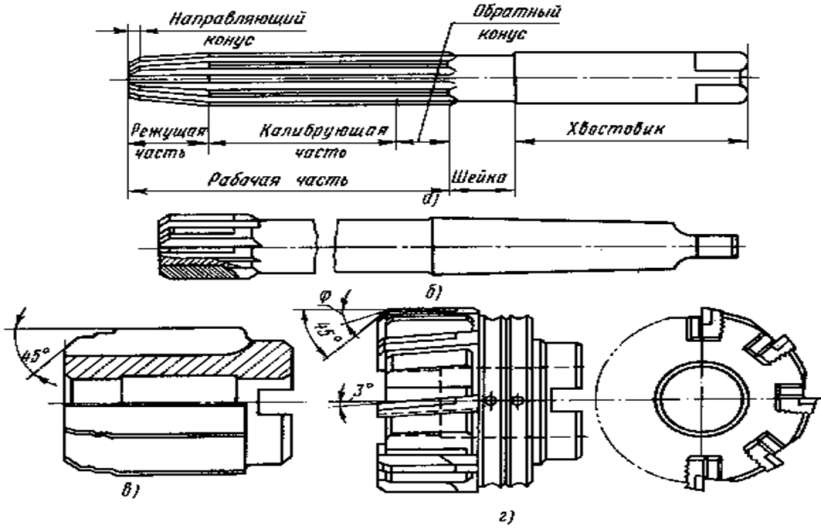 Направляющий
конус
Обратный
конус
Режущая
часть
Калибрующая
часть
Хвостовик
Рабочая часть
Шейка
а)
б)
45°
в)
φ
45°
3°
г)